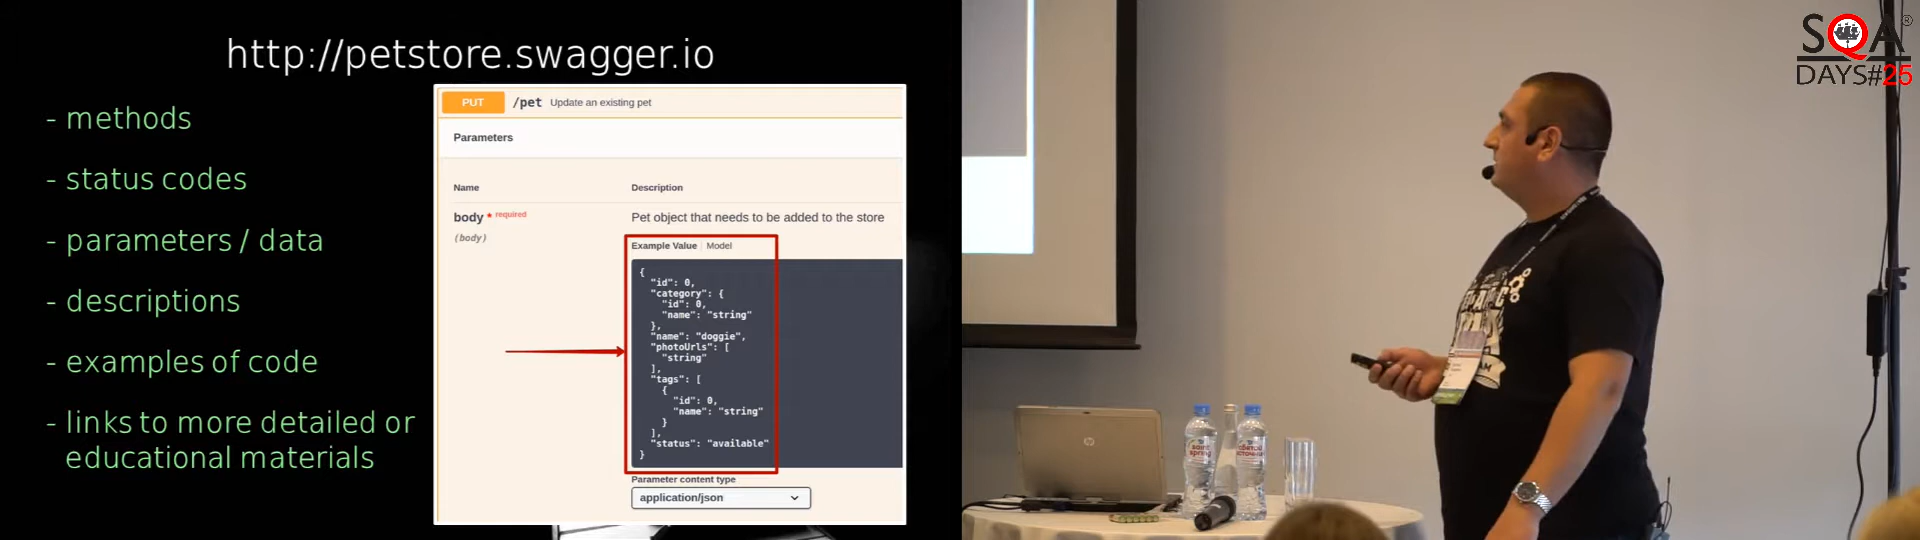 http://petstore.swagger.io
- methods
- status codes
- parameters / data
- descriptions
- examples of code
- links to more detailed or
educational materials
PUT /pet Update an existing pet
Parameters
Name Description
body * required Pet object that needs to be added to the store
(body)
Example Value Model
{
"id": 0,
"category": {
"id": 0,
"name": "string"
},
"name": "doggie",
"photoUrls": [
"string"
],
"tags": [
{
"id": 0,
"name": "string"
}
],
"status": "available"
}
Parameter content type
application/json
SQA®
DAYS#25
hp